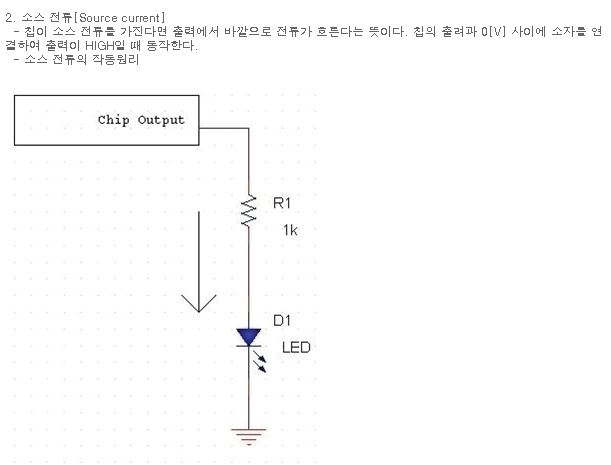 2. 소스 전류[Source current]
- 칩이 소스 전류를 가진다면 출력에서 바깥으로 전류가 흐른다는 뜻이다. 칩의 출력과 0[V] 사이에 소자를 연
결하여 출력이 HIGH일 때 동작한다.
- 소스 전류의 작동원리
Chip Output
R1
1k
D1
LED